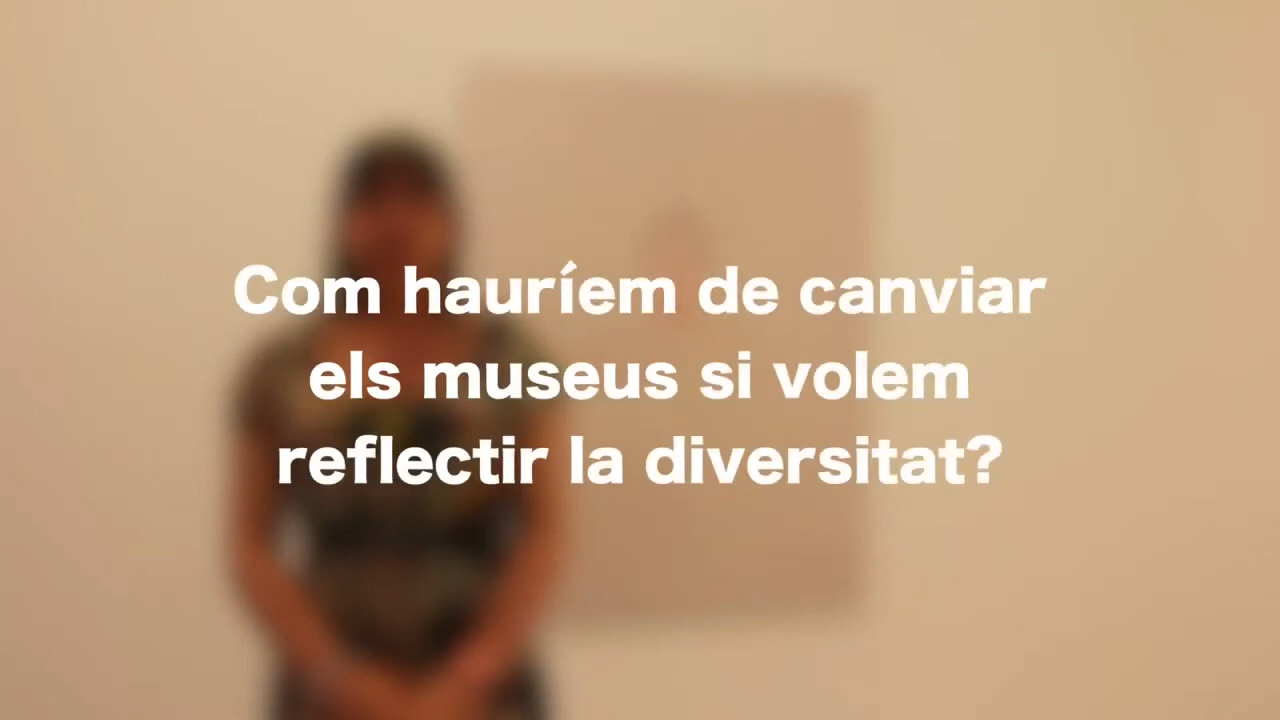 Com hauríem de canviar
els museus si volem
reflectir la diversitat?